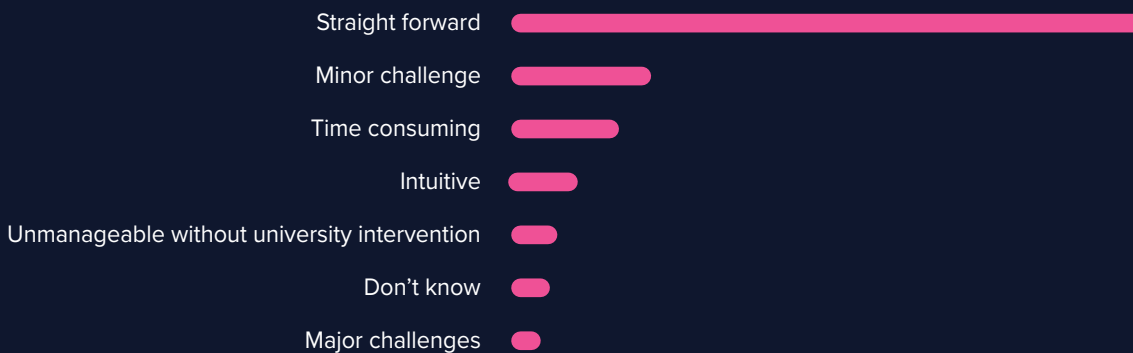 Straight forward
Minor challenge
Time consuming
Intuitive
Unmanageable without university intervention
Don’t know
Major challenges